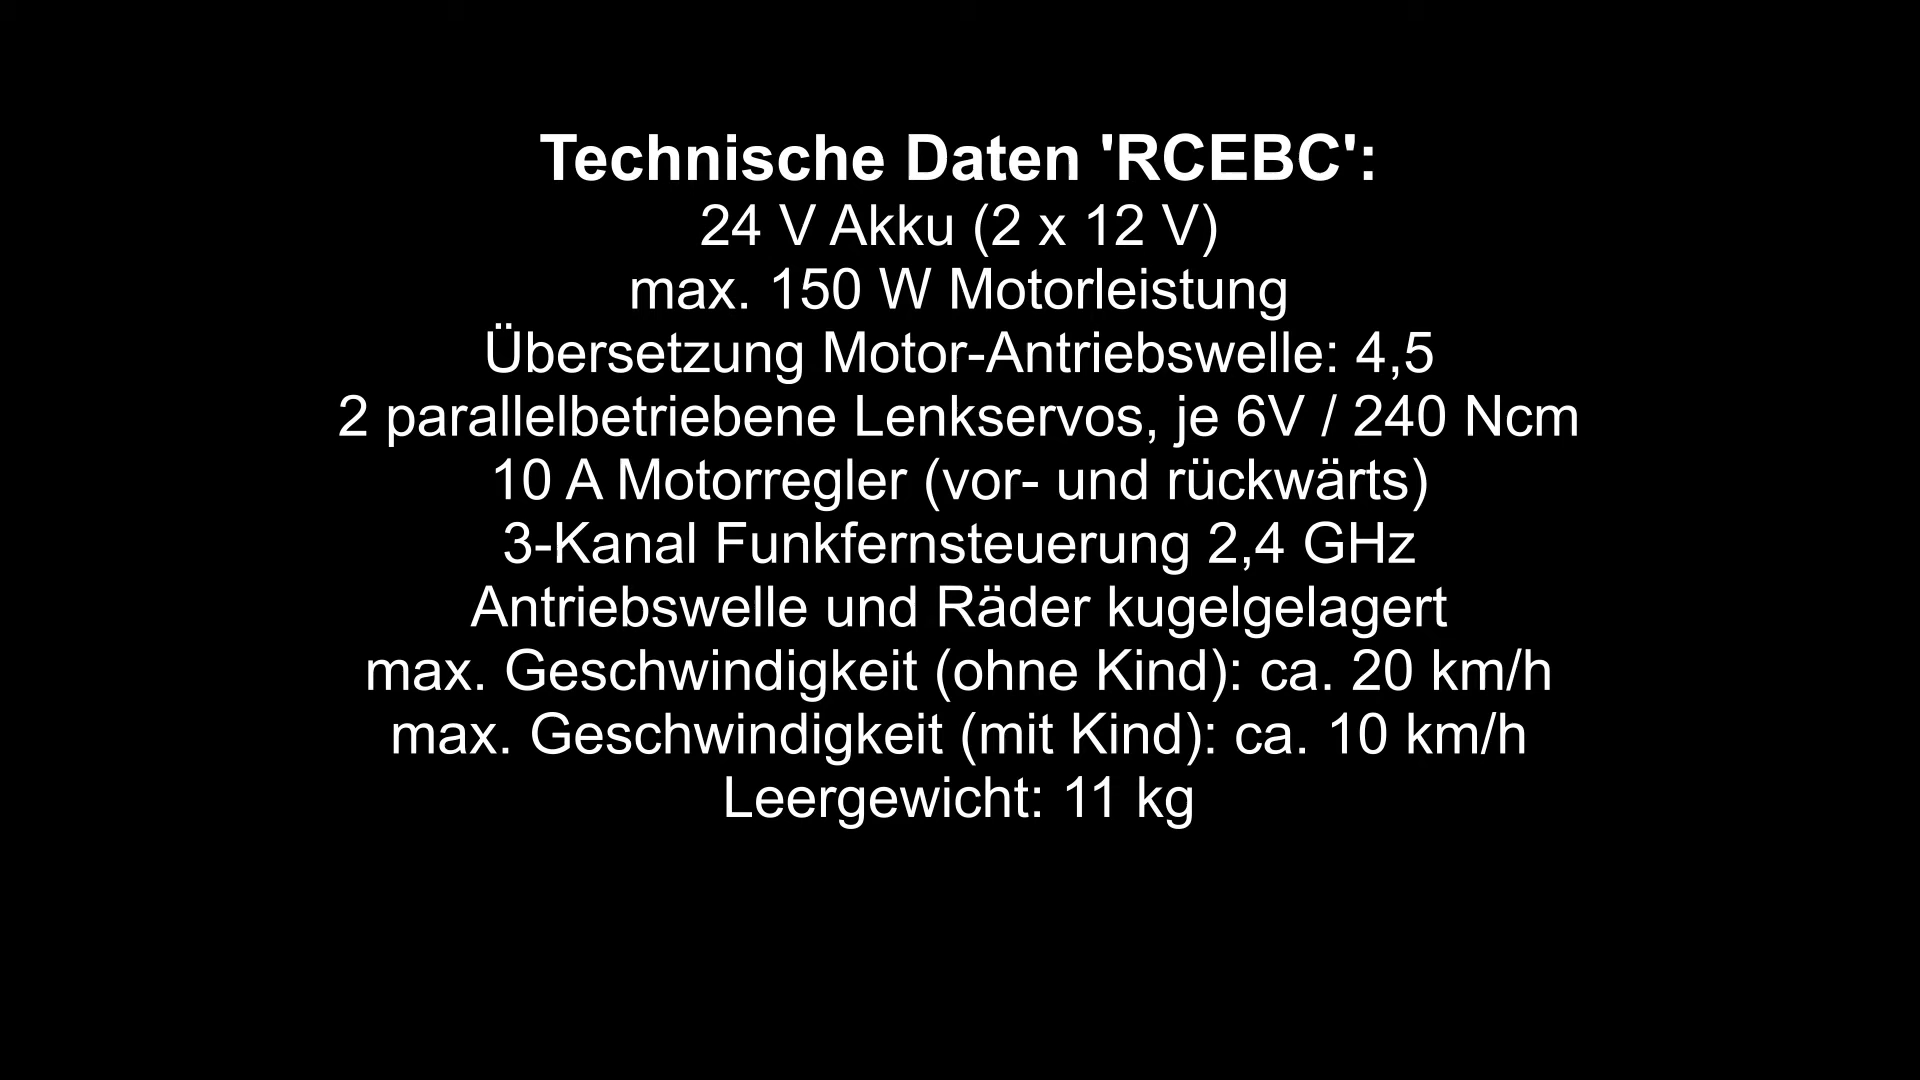 Technische Daten 'RCEBC':
24 V Akku (2 x 12 V)
max. 150 W Motorleistung
Übersetzung Motor-Antriebswelle: 4,5
2 parallelbetriebene Lenkservos, je 6V / 240 Ncm
10 A Motorregler (vor- und rückwärts)
3-Kanal Funkfernsteuerung 2,4 GHz
Antriebswelle und Räder kugelgelagert
max. Geschwindigkeit (ohne Kind): ca. 20 km/h
max. Geschwindigkeit (mit Kind): ca. 10 km/h
Leergewicht: 11 kg